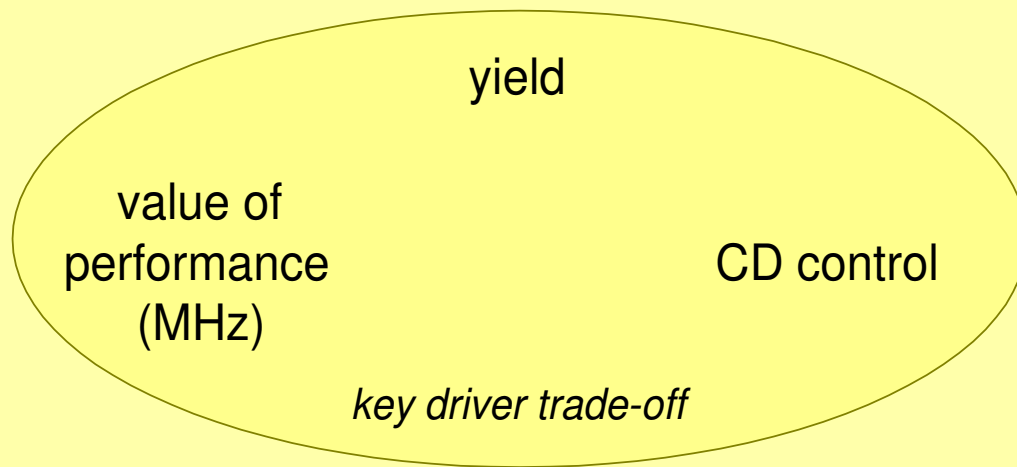 yield
value of
performance
(MHz)
CD control
key driver trade-off